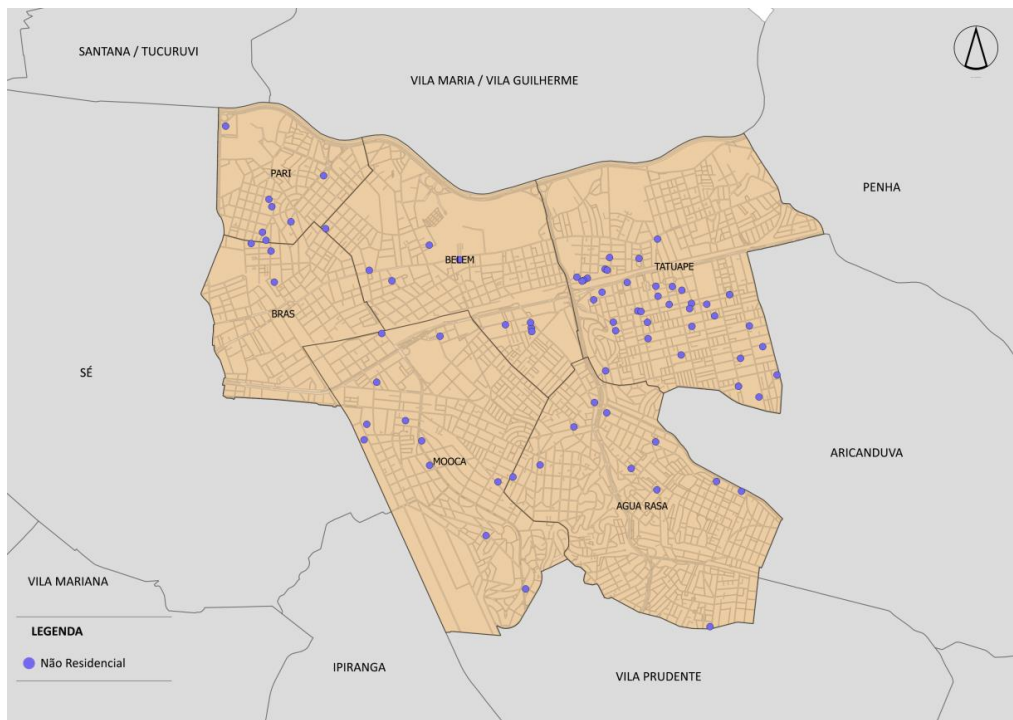 SANTANA / TUCURUVI
VILA MARIA / VILA GUILHERME
PENHA
PARI
BELEM
TATUAPE
BRAS
SÉ
ARICANDUVA
MOOCA
AGUA RASA
VILA MARIANA
LEGENDA
Não Residencial
IPIRANGA
VILA PRUDENTE